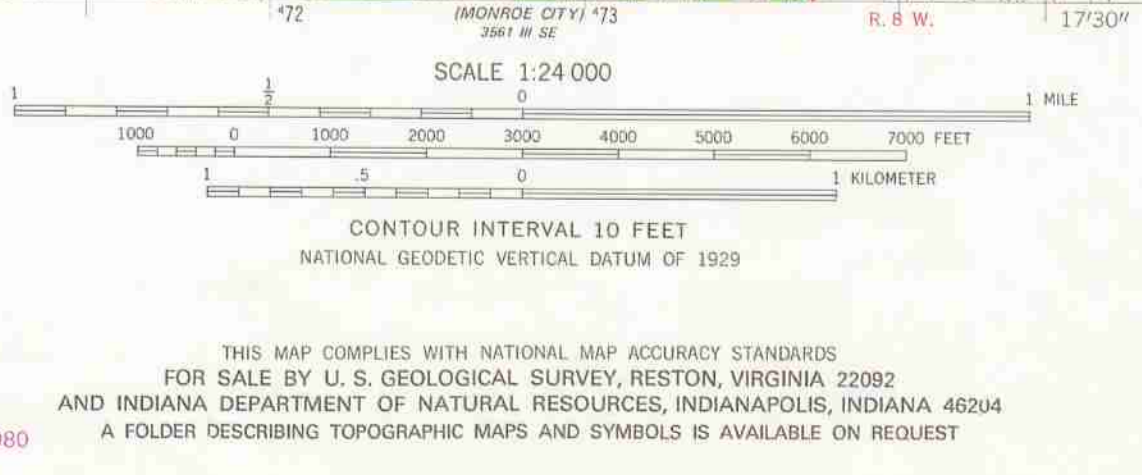 ⁴72 (MONROE CITY) ⁴73 R. 8 W. 17'30"
3561 III SE
SCALE 1:24 000
1 1/2 0 1 MILE
1000 0 1000 2000 3000 4000 5000 6000 7000 FEET
1 .5 0 1 KILOMETER
CONTOUR INTERVAL 10 FEET
NATIONAL GEODETIC VERTICAL DATUM OF 1929
THIS MAP COMPLIES WITH NATIONAL MAP ACCURACY STANDARDS
FOR SALE BY U. S. GEOLOGICAL SURVEY, RESTON, VIRGINIA 22092
AND INDIANA DEPARTMENT OF NATURAL RESOURCES, INDIANAPOLIS, INDIANA 46204
A FOLDER DESCRIBING TOPOGRAPHIC MAPS AND SYMBOLS IS AVAILABLE ON REQUEST
980